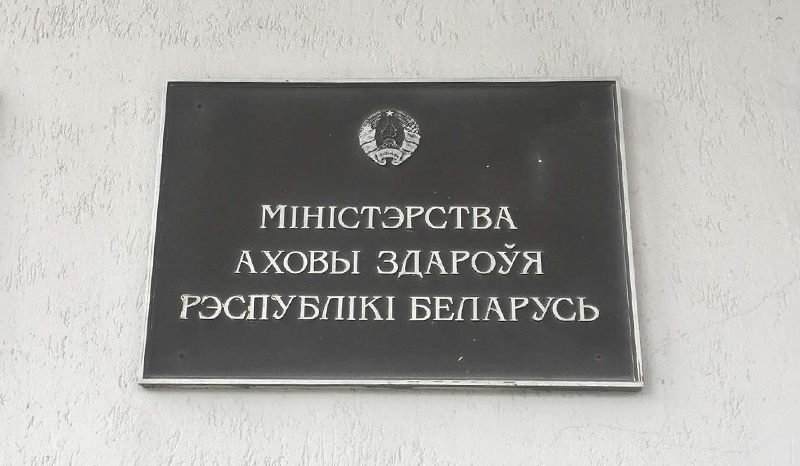 МІНІСТЭРСТВА
АХОВЫ ЗДАРОЎЯ
РЭСПУБЛІКІ БЕЛАРУСЬ